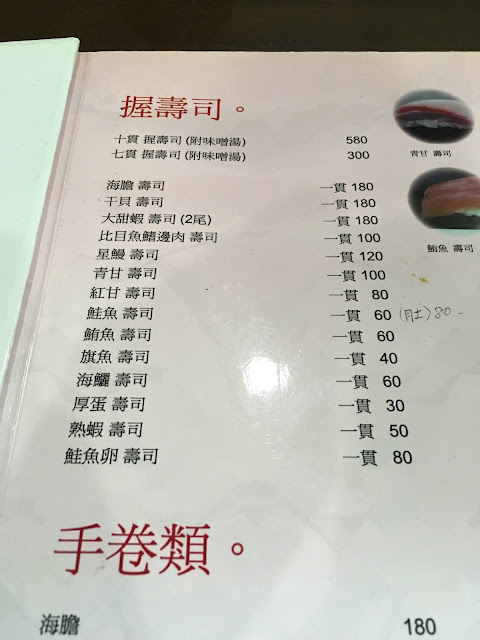 握壽司。
十貫 握壽司 (附味噌湯) 580
七貫 握壽司 (附味噌湯) 300
青甘 壽司
海膽 壽司 一貫 180
干貝 壽司 一貫 180
大甜蝦 壽司 (2尾) 一貫 180
比目魚鰭邊肉 壽司 一貫 100
鮪魚 壽司
星鰻 壽司 一貫 120
青甘 壽司 一貫 100
紅甘 壽司 一貫 80
鮭魚 壽司 一貫 60 (肚) 80 -
鮪魚 壽司 一貫 60
旗魚 壽司 一貫 40
海鱺 壽司 一貫 60
厚蛋 壽司 一貫 30
熟蝦 壽司 一貫 50
鮭魚卵 壽司 一貫 80
手卷類。
海膽 180